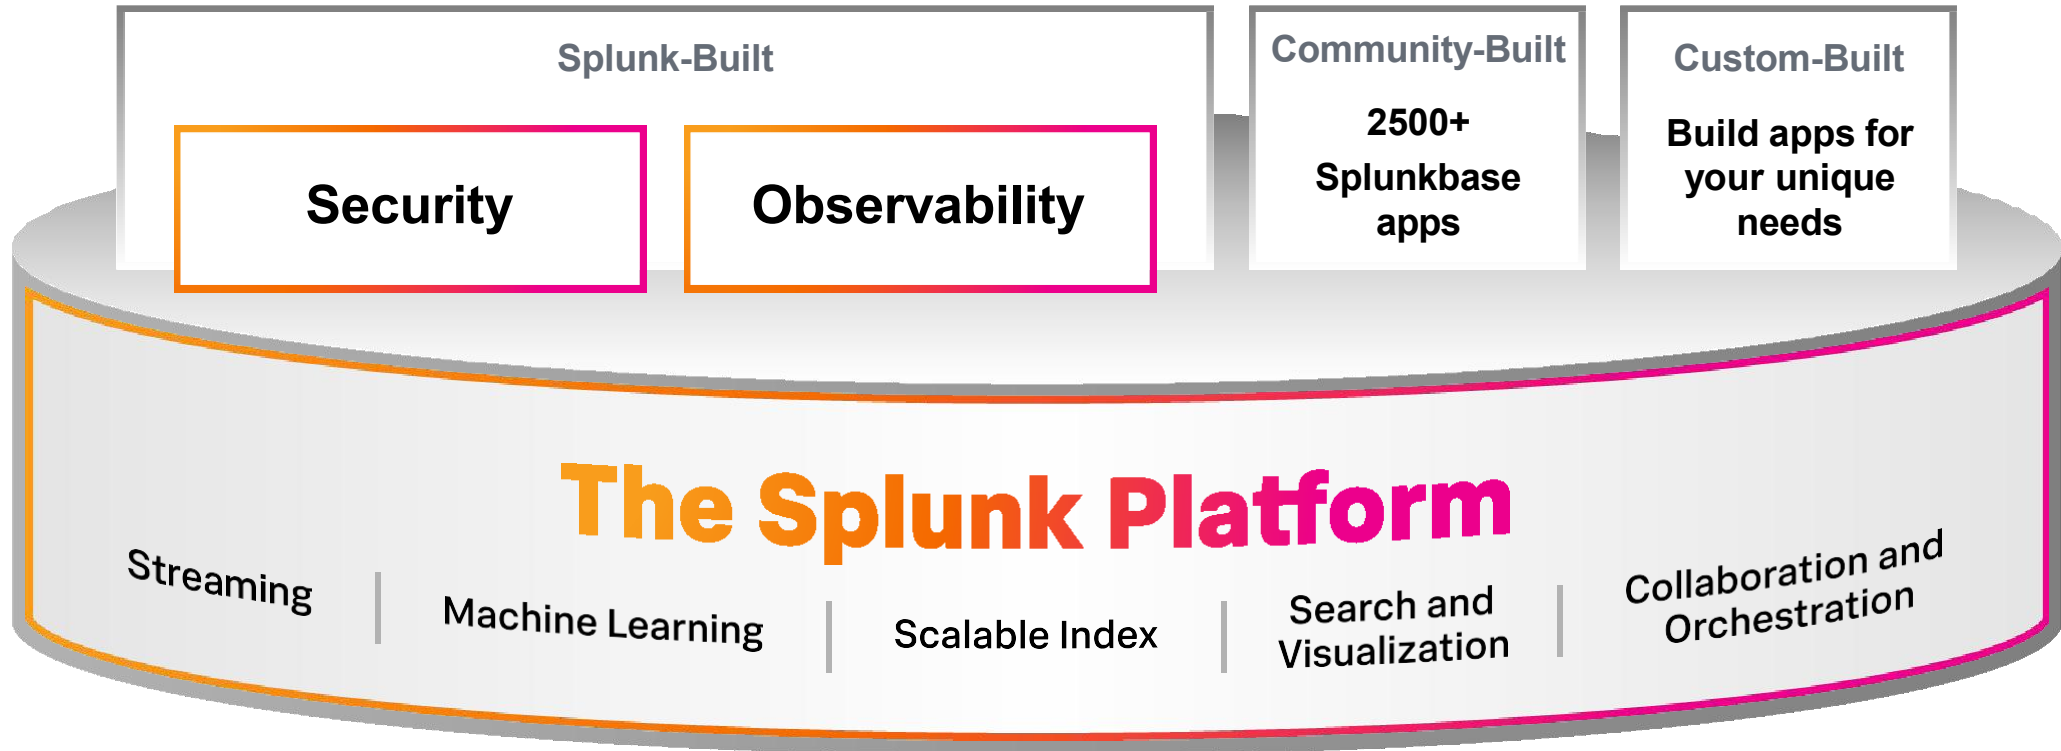 Splunk-Built
Security
Observability
Community-Built
2500+
Splunkbase
apps
Custom-Built
Build apps for
your unique
needs
The Splunk Platform
Streaming
Machine Learning
Scalable Index
Search and
Visualization
Collaboration and
Orchestration